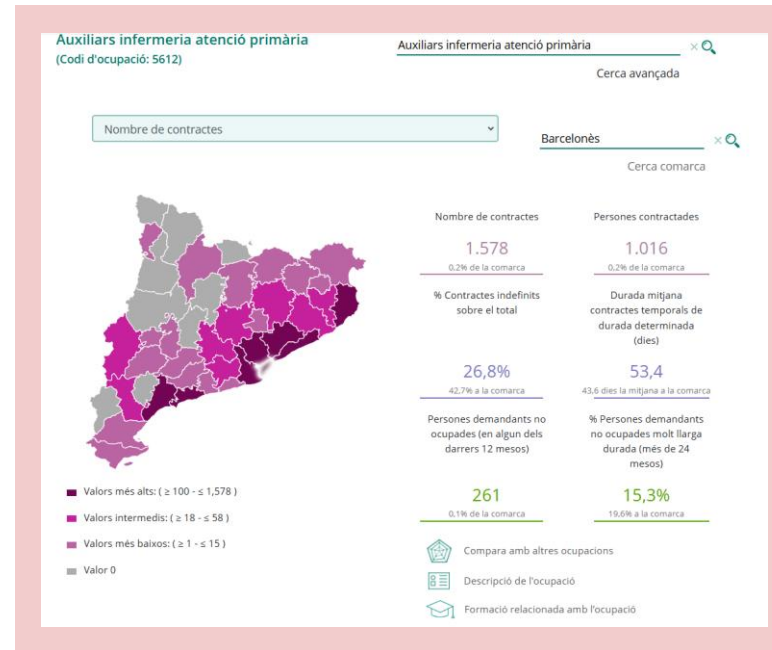 Auxiliars infermeria atenció primària
(Codi d'ocupació: 5612)
Auxiliars infermeria atenció primària
Cerca avançada
Nombre de contractes
Barcelonès
Cerca comarca
Nombre de contractes
1.578
0,2% de la comarca
Persones contractades
1.016
0,2% de la comarca
% Contractes indefinits
sobre el total
26,8%
42,7% a la comarca
Durada mitjana
contractes temporals de
durada determinada
(dies)
53,4
43,6 dies la mitjana a la comarca
Persones demandants no
ocupades (en algun dels
darrers 12 mesos)
261
0,1% de la comarca
% Persones demandants
no ocupades molt llarga
durada (més de 24
mesos)
15,3%
19,6% a la comarca
Valors més alts: ( ≥ 100 - ≤ 1,578 )
Valors intermedis: ( ≥ 18 - ≤ 58 )
Valors més baixos: ( ≥ 1 - ≤ 15 )
Valor 0
Compara amb altres ocupacions
Descripció de l'ocupació
Formació relacionada amb l'ocupació